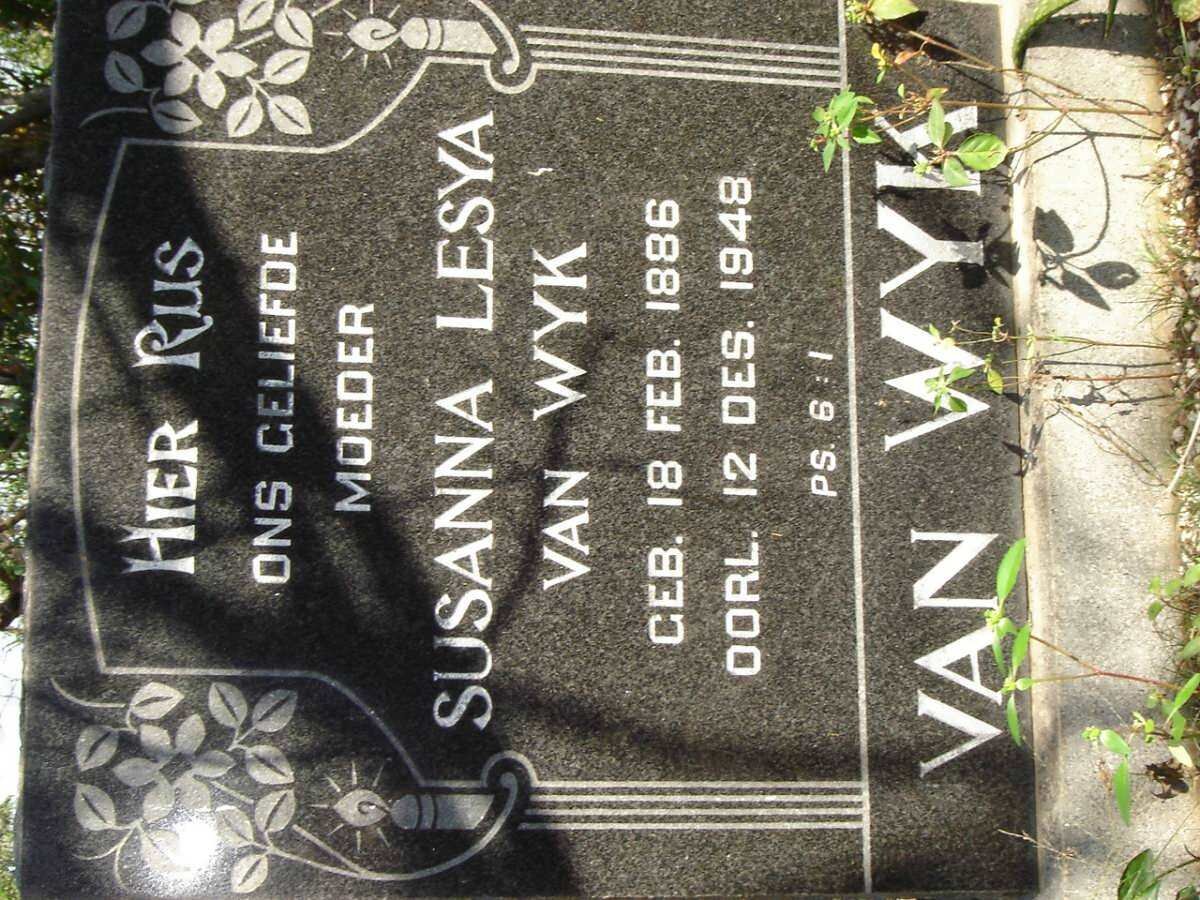 HIER RUS
ONS GELIEFDE
MOEDER
SUSANNA LESYA
VAN WYK
GEB. 18 FEB. 1886
OORL. 12 DES. 1948
PS. 6:1
VAN WYK